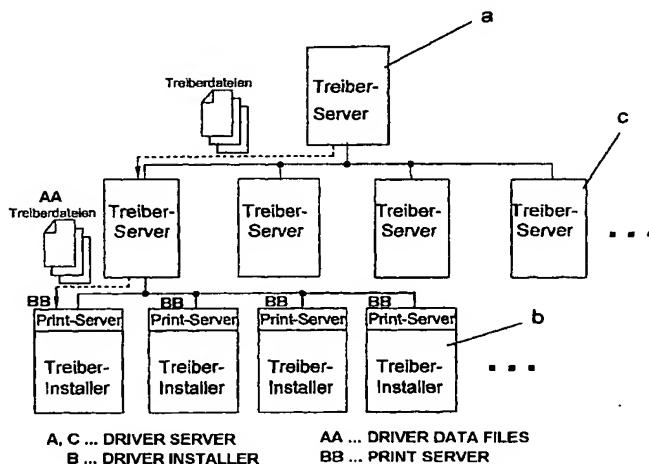 a
Treiberdateien
Treiber-
Server
c
AA
Treiberdateien
Treiber-
Server
Treiber-
Server
Treiber-
Server
Treiber-
Server
BB
BB
BB
BB
Print-Server
Print-Server
Print-Server
Print-Server
b
Treiber-
Installer
Treiber-
Installer
Treiber-
Installer
Treiber-
Installer
A, C ... DRIVER SERVER
B ... DRIVER INSTALLER
AA ... DRIVER DATA FILES
BB ... PRINT SERVER